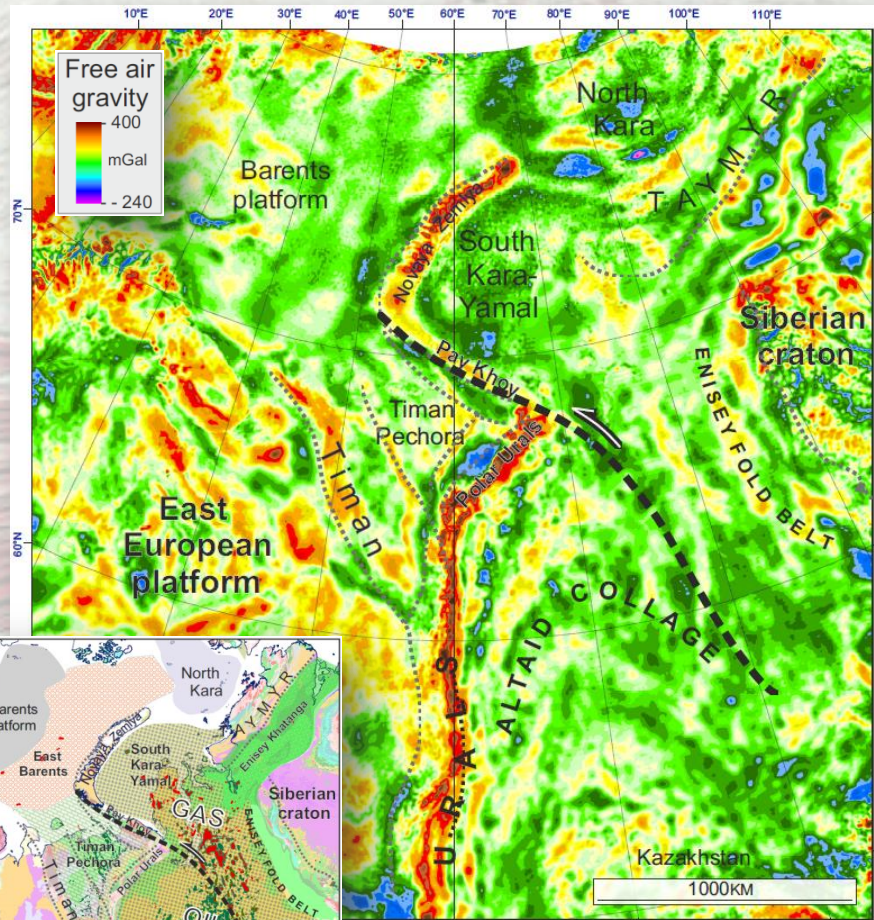 10°E 20°E 30°E 40°E 50°E 60°E 70°E 80°E 90°E 100°E 110°E
Free air
gravity
400
mGal
- 240
70°N
60°N
70°N
60°N
North
Kara
Barents
platform
TAYMYR
Novaya Zemlya
South
Kara-
Yamal
Siberian
craton
Pay Khoy
ENISEY FOLD BELT
Timan
Pechora
Polar Urals
Timan
East
European
platform
ALTAID COLLAGE
URALS
Kazakhstan
1000KM
North
Kara
TAYMYR
East
Barents
Novaya Zemlya
South
Kara-
Yamal
Enisey Khatanga
GAS
Siberian
craton
Pay Khoy
Timan
Pechora
Polar Urals
ENISEY FOLD BELT
Timan